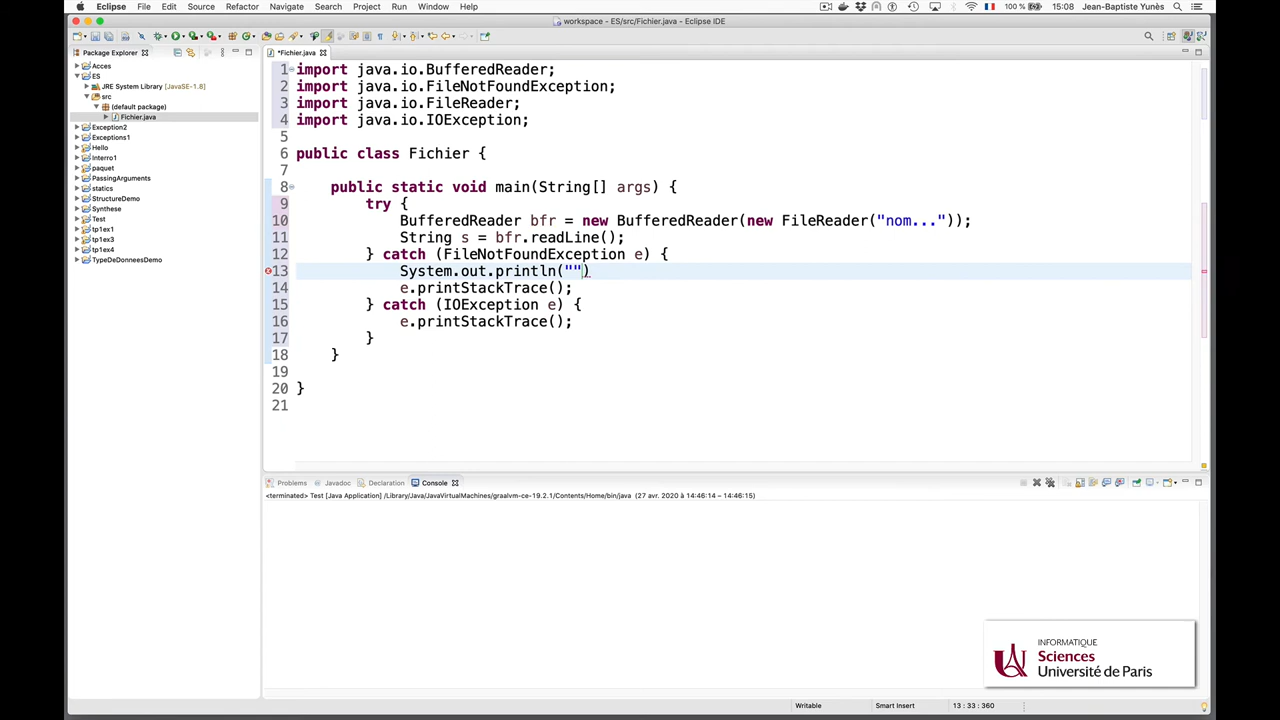 Eclipse File Edit Source Refactor Navigate Search Project Run Window Help 100 % 15:08 Jean-Baptiste Yunès
workspace - ES/src/Fichier.java - Eclipse IDE
Package Explorer
Acces
ES
JRE System Library [JavaSE-1.8]
src
(default package)
Fichier.java
Exception2
Exceptions1
Hello
Interro1
paquet
PassingArguments
statics
StructureDemo
Synthese
Test
tp1ex1
tp1ex3
tp1ex4
TypeDeDonneesDemo
*Fichier.java
1 import java.io.BufferedReader;
2 import java.io.FileNotFoundException;
3 import java.io.FileReader;
4 import java.io.IOException;
5
6 public class Fichier {
7
8 public static void main(String[] args) {
9 try {
10 BufferedReader bfr = new BufferedReader(new FileReader("nom..."));
11 String s = bfr.readLine();
12 } catch (FileNotFoundException e) {
13 System.out.println("")
14 e.printStackTrace();
15 } catch (IOException e) {
16 e.printStackTrace();
17 }
18 }
19
20 }
21
Problems Javadoc Declaration Console
<terminated> Test [Java Application] /Library/Java/JavaVirtualMachines/graalvm-ce-19.2.1/Contents/Home/bin/java (27 avr. 2020 à 14:46:14 – 14:46:15)
INFORMATIQUE
Sciences
Université de Paris
Writable Smart Insert 13 : 33 : 360